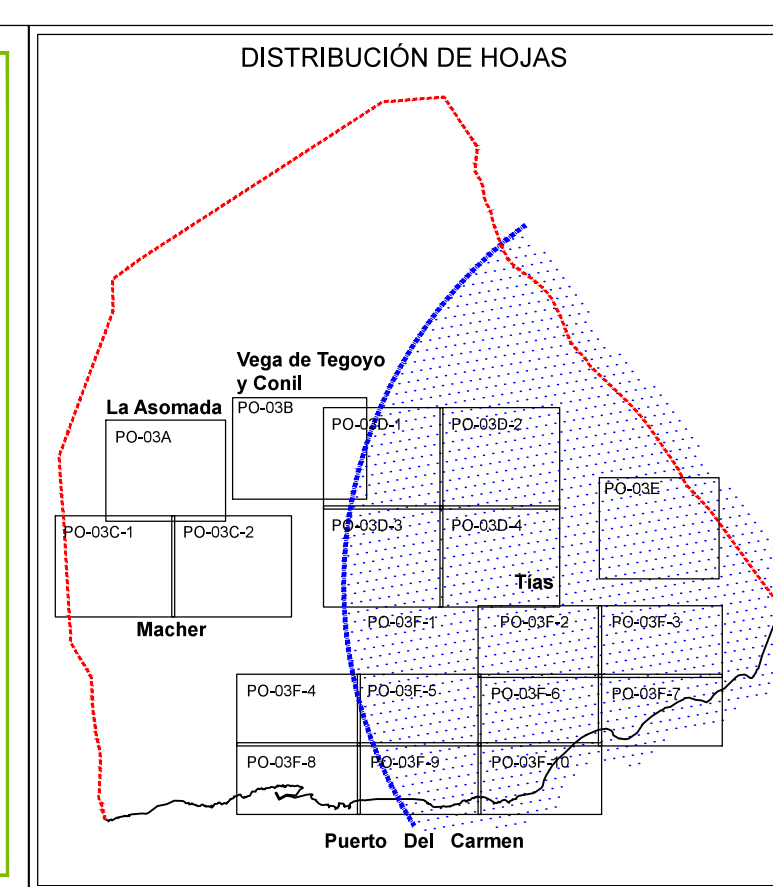 DISTRIBUCIÓN DE HOJAS
Vega de Tegoyo
y Conil
La Asomada
PO-03B
PO-03A
PO-03D-1
PO-03D-2
PO-03E
PO-03C-1
PO-03C-2
PO-03D-3
PO-03D-4
Tías
Macher
PO-03F-1
PO-03F-2
PO-03F-3
PO-03F-4
PO-03F-5
PO-03F-6
PO-03F-7
PO-03F-8
PO-03F-9
PO-03F-10
Puerto Del Carmen